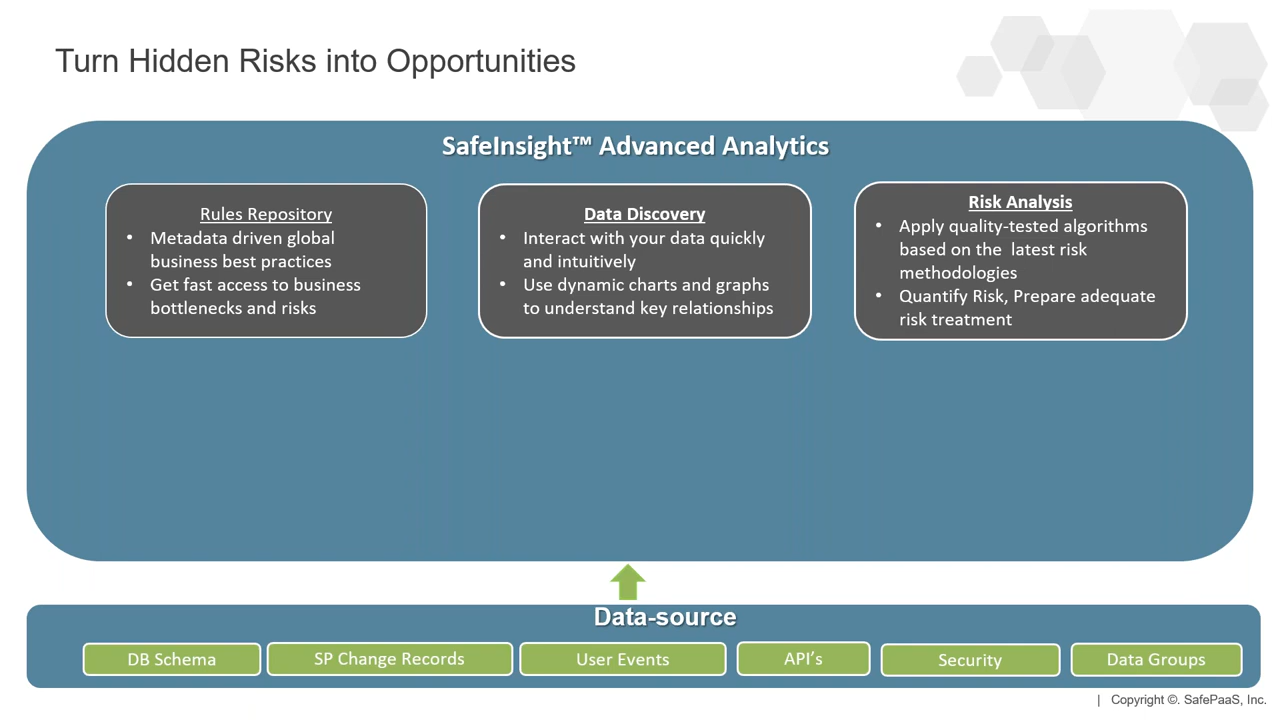 Turn Hidden Risks into Opportunities
SafeInsight™ Advanced Analytics
Rules Repository
• Metadata driven global
business best practices
• Get fast access to business
bottlenecks and risks
Data Discovery
• Interact with your data quickly
and intuitively
• Use dynamic charts and graphs
to understand key relationships
Risk Analysis
• Apply quality-tested algorithms
based on the latest risk
methodologies
• Quantify Risk, Prepare adequate
risk treatment
Data-source
DB Schema
SP Change Records
User Events
API’s
Security
Data Groups
| Copyright ©. SafePaaS, Inc.